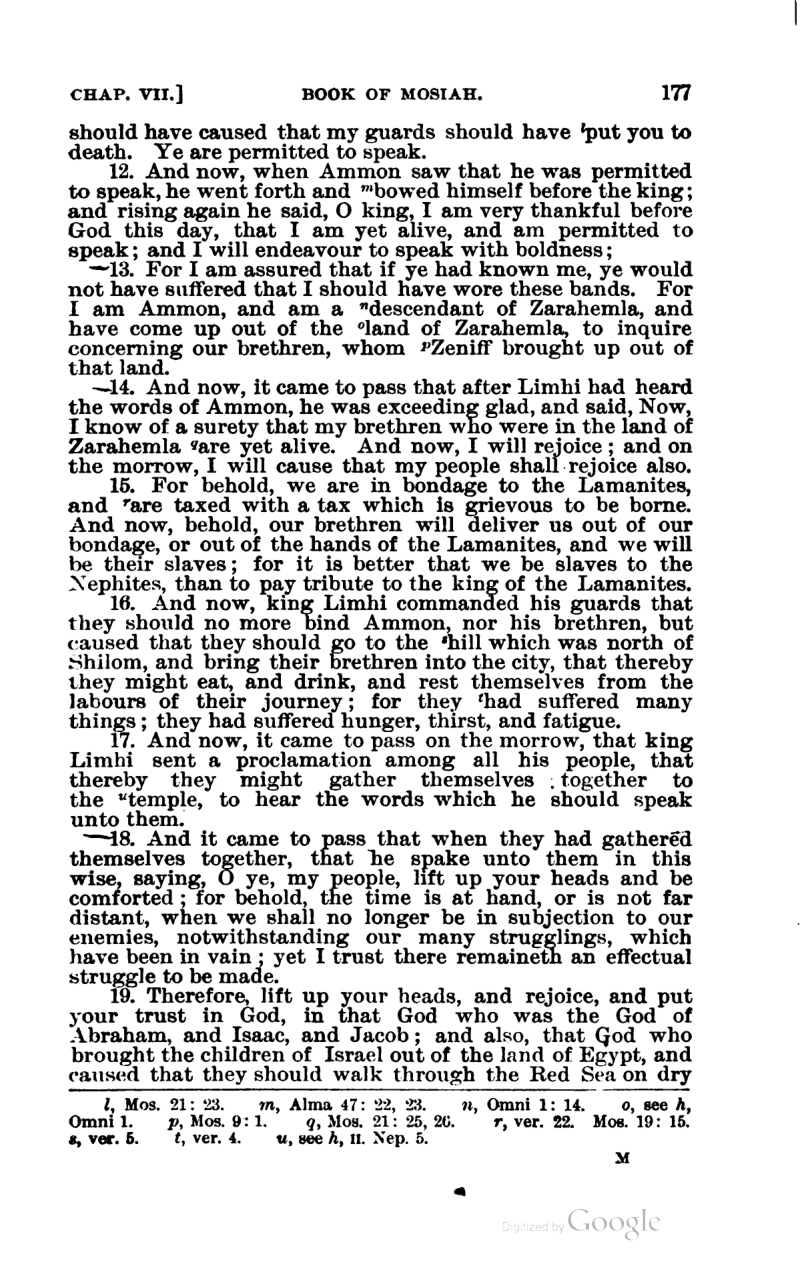 CHAP. VII.] BOOK OF MOSIAH. 177
should have caused that my guards should have ˡput you to
death. Ye are permitted to speak.
12. And now, when Ammon saw that he was permitted
to speak, he went forth and ᵐbowed himself before the king;
and rising again he said, O king, I am very thankful before
God this day, that I am yet alive, and am permitted to
speak; and I will endeavour to speak with boldness;
—13. For I am assured that if ye had known me, ye would
not have suffered that I should have wore these bands. For
I am Ammon, and am a ⁿdescendant of Zarahemla, and
have come up out of the ᵒland of Zarahemla, to inquire
concerning our brethren, whom ᵖZeniff brought up out of
that land.
—14. And now, it came to pass that after Limhi had heard
the words of Ammon, he was exceeding glad, and said, Now,
I know of a surety that my brethren who were in the land of
Zarahemla qare yet alive. And now, I will rejoice; and on
the morrow, I will cause that my people shall rejoice also.
15. For behold, we are in bondage to the Lamanites,
and ʳare taxed with a tax which is grievous to be borne.
And now, behold, our brethren will deliver us out of our
bondage, or out of the hands of the Lamanites, and we will
be their slaves; for it is better that we be slaves to the
Nephites, than to pay tribute to the king of the Lamanites.
16. And now, king Limhi commanded his guards that
they should no more bind Ammon, nor his brethren, but
caused that they should go to the ˢhill which was north of
Shilom, and bring their brethren into the city, that thereby
they might eat, and drink, and rest themselves from the
labours of their journey; for they ᵗhad suffered many
things; they had suffered hunger, thirst, and fatigue.
17. And now, it came to pass on the morrow, that king
Limhi sent a proclamation among all his people, that
thereby they might gather themselves together to
the ᵘtemple, to hear the words which he should speak
unto them.
—18. And it came to pass that when they had gathered
themselves together, that he spake unto them in this
wise, saying, O ye, my people, lift up your heads and be
comforted; for behold, the time is at hand, or is not far
distant, when we shall no longer be in subjection to our
enemies, notwithstanding our many strugglings, which
have been in vain; yet I trust there remaineth an effectual
struggle to be made.
19. Therefore, lift up your heads, and rejoice, and put
your trust in God, in that God who was the God of
Abraham, and Isaac, and Jacob; and also, that God who
brought the children of Israel out of the land of Egypt, and
caused that they should walk through the Red Sea on dry
l, Mos. 21: 23. m, Alma 47: 22, 23. n, Omni 1: 14. o, see h,
Omni 1. p, Mos. 9: 1. q, Mos. 21: 25, 26. r, ver. 22. Mos. 19: 15.
s, ver. 5. t, ver. 4. u, see h, II. Nep. 5.
M
Digitized by Google